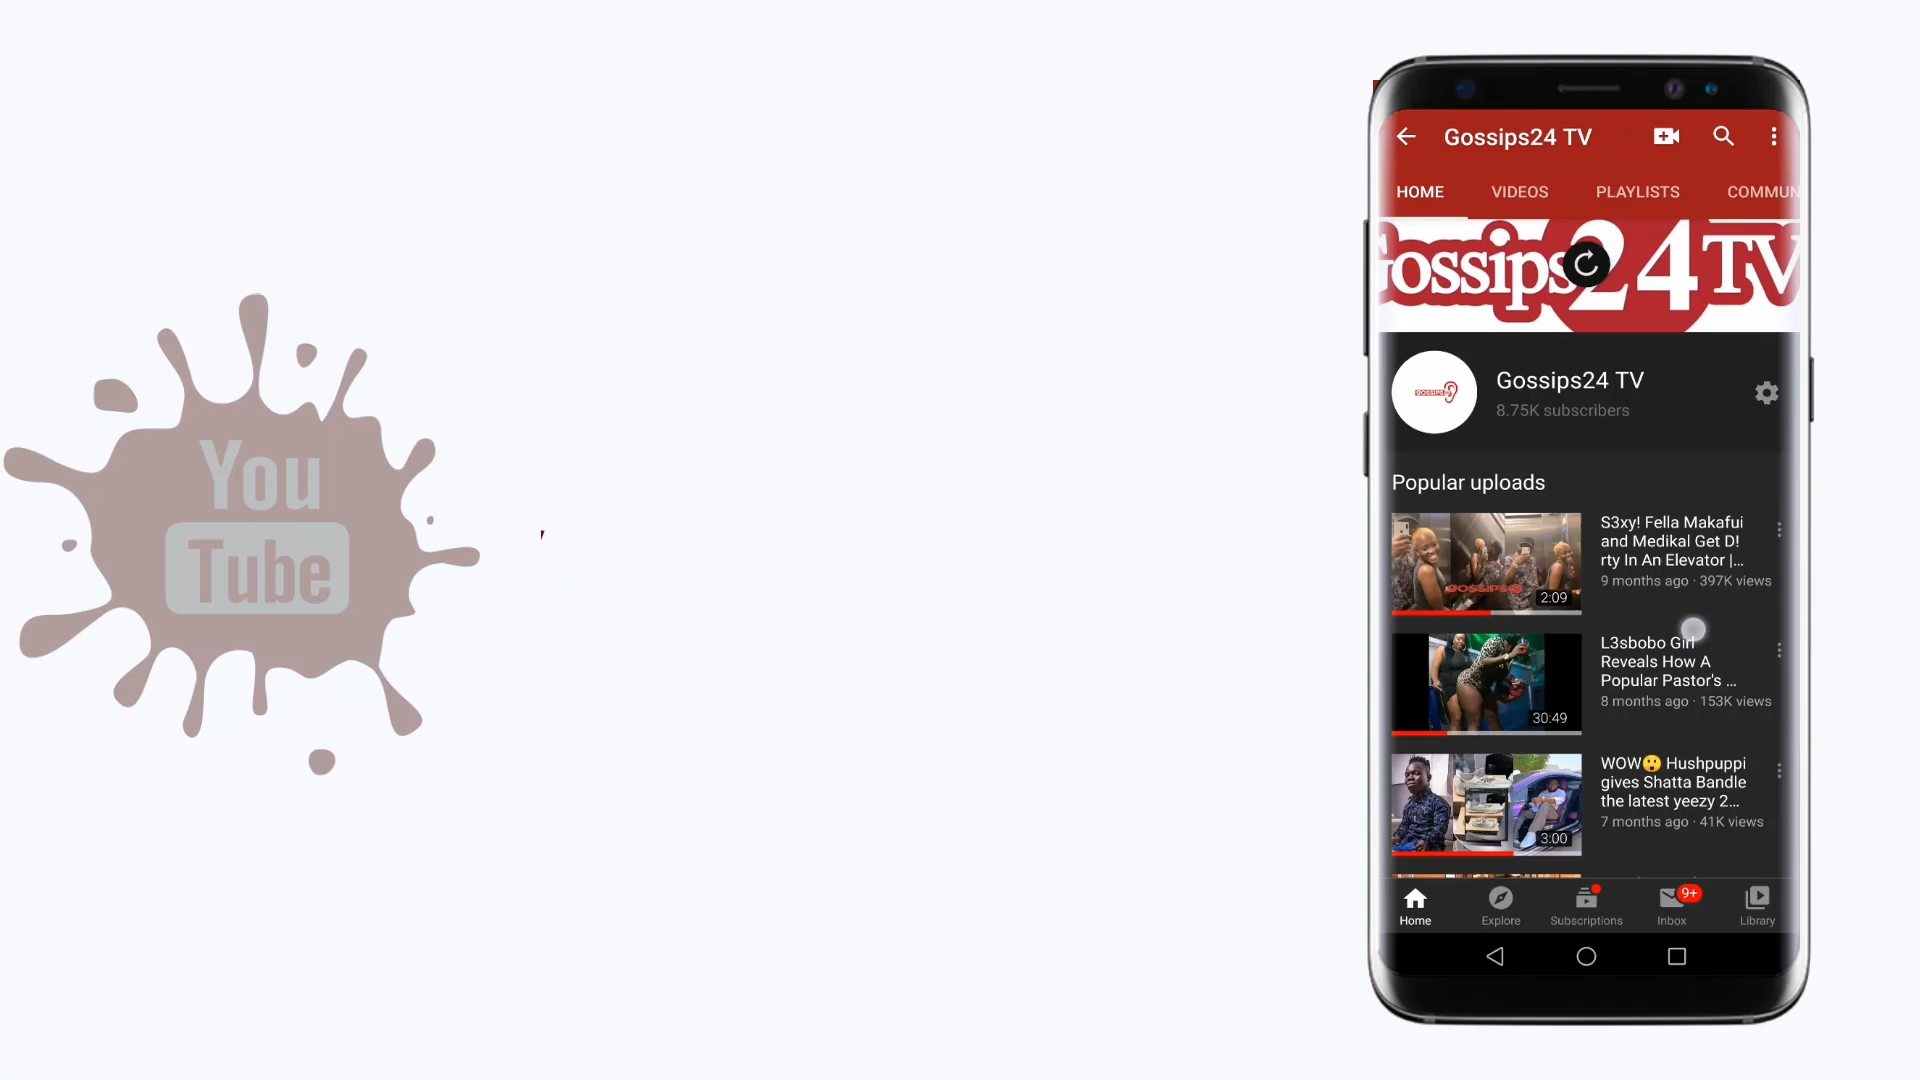 You
Tube
Gossips24 TV
HOME VIDEOS PLAYLISTS COMMUN
Gossips24 TV
Gossips24 TV
8.75K subscribers
Popular uploads
S3xy! Fella Makafui
and Medikal Get D!
rty In An Elevator |...
9 months ago · 397K views
2:09
L3sbobo Girl
Reveals How A
Popular Pastor's ...
8 months ago · 153K views
30:49
WOW😲 Hushpuppi
gives Shatta Bandle
the latest yeezy 2...
7 months ago · 41K views
3:00
9+
Home Explore Subscriptions Inbox Library